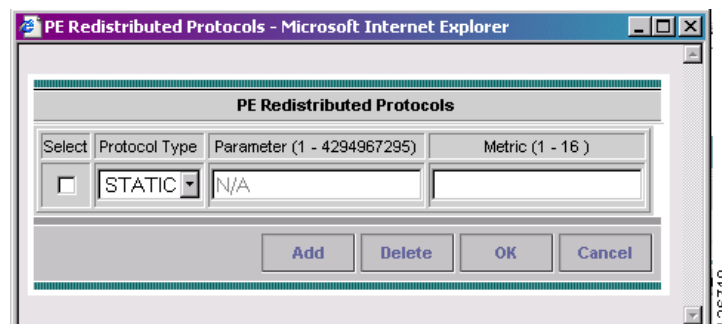 PE Redistributed Protocols - Microsoft Internet Explorer
PE Redistributed Protocols
Select Protocol Type Parameter (1 - 4294967295) Metric (1 - 16 )
STATIC N/A
Add Delete OK Cancel